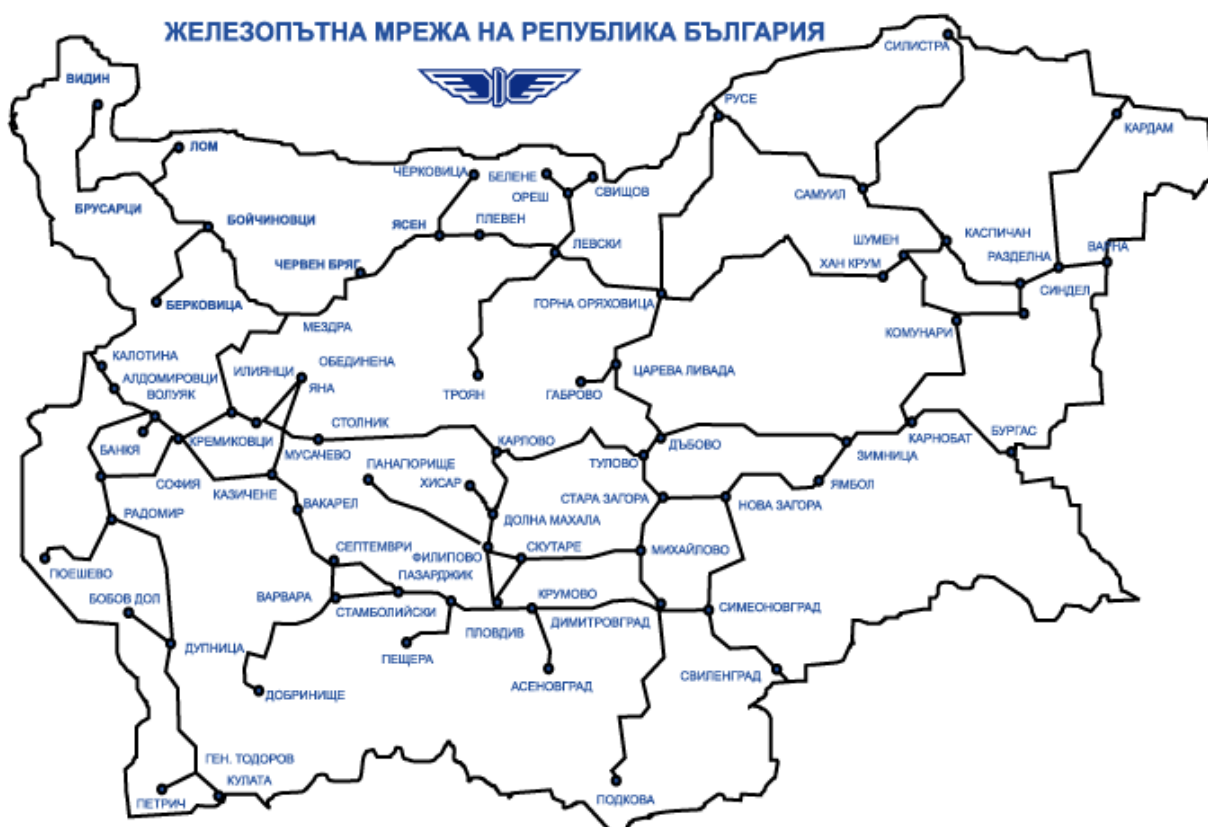 ЖЕЛЕЗОПЪТНА МРЕЖА НА РЕПУБЛИКА БЪЛГАРИЯ
СИЛИСТРА
ВИДИН
РУСЕ
КАРДАМ
ЛОМ
ЧЕРКОВИЦА
БЕЛЕНЕ
СВИЩОВ
ОРЕШ
САМУИЛ
БРУСАРЦИ
БОЙЧИНОВЦИ
ЯСЕН
ПЛЕВЕН
ЛЕВСКИ
ШУМЕН
КАСПИЧАН
РАЗДЕЛНА
ВАРНА
ЧЕРВЕН БРЯГ
ХАН КРУМ
СИНДЕЛ
БЕРКОВИЦА
ГОРНА ОРЯХОВИЦА
МЕЗДРА
КОМУНАРИ
КАЛОТИНА
ОБЕДИНЕНА
ИЛИЯНЦИ
ЦАРЕВА ЛИВАДА
АЛДОМИРОВЦИ
ЯНА
ВОЛУЯК
ТРОЯН
ГАБРОВО
СТОЛНИК
КАРНОБАТ
БУРГАС
БАНКЯ
КРЕМИКОВЦИ
МУСАЧЕВО
КАРЛОВО
ДЪБОВО
ЗИМНИЦА
ТУЛОВО
ПАНАГЮРИЩЕ
ХИСАР
СОФИЯ
КАЗИЧЕНЕ
ЯМБОЛ
ВАКАРЕЛ
СТАРА ЗАГОРА
НОВА ЗАГОРА
РАДОМИР
ДОЛНА МАХАЛА
СЕПТЕМВРИ
ФИЛИПОВО
СКУТАРЕ
МИХАЙЛОВО
ГЮЕШЕВО
ПАЗАРДЖИК
БОБОВ ДОЛ
ВАРВАРА
СТАМБОЛИЙСКИ
КРУМОВО
СИМЕОНОВГРАД
ПЛОВДИВ
ДИМИТРОВГРАД
ДУПНИЦА
ПЕЩЕРА
СВИЛЕНГРАД
АСЕНОВГРАД
ДОБРИНИЩЕ
ГЕН. ТОДОРОВ
КУЛАТА
ПЕТРИЧ
ПОДКОВА